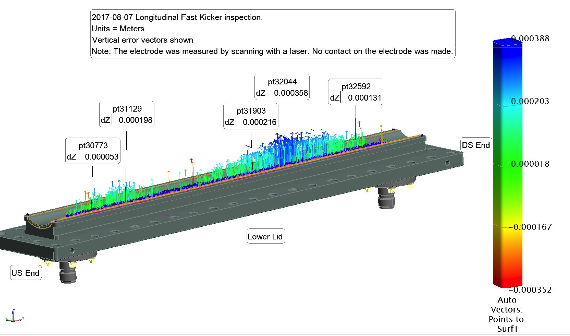 2017-08-07 Longitudinal Fast Kicker inspection.
Units = Meters
Vertical error vectors shown
Note: The electrode was measured by scanning with a laser. No contact on the electrode was made.
0.000388
pt32044
dZ 0.000358
pt32592
dZ 0.000131
pt31129
dZ 0.000198
pt31903
dZ 0.000216
0.000203
pt30773
dZ 0.000053
DS End
0.000018
-0.000167
Lower Lid
US End
-0.000352
Auto
Vectors.
Points to
Surf1